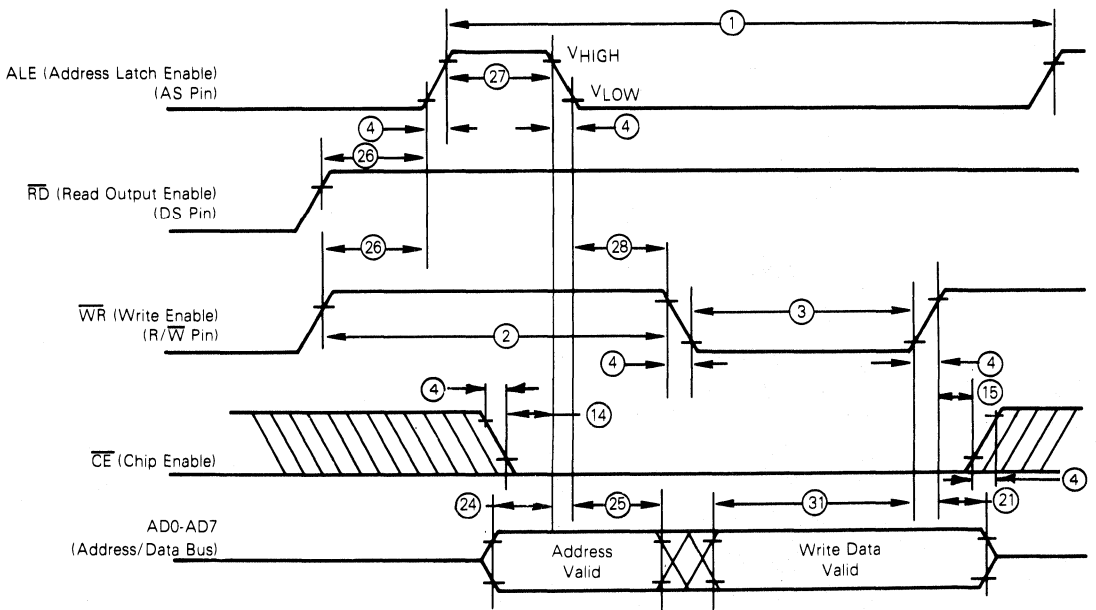 1
ALE (Address Latch Enable)
(AS Pin)
27
VHIGH
VLOW
4
4
26
RD (Read Output Enable)
(DS Pin)
26
28
WR (Write Enable)
(R/W Pin)
2
3
4
4
4
14
15
CE (Chip Enable)
4
24
25
31
21
AD0-AD7
(Address/Data Bus)
Address
Valid
Write Data
Valid